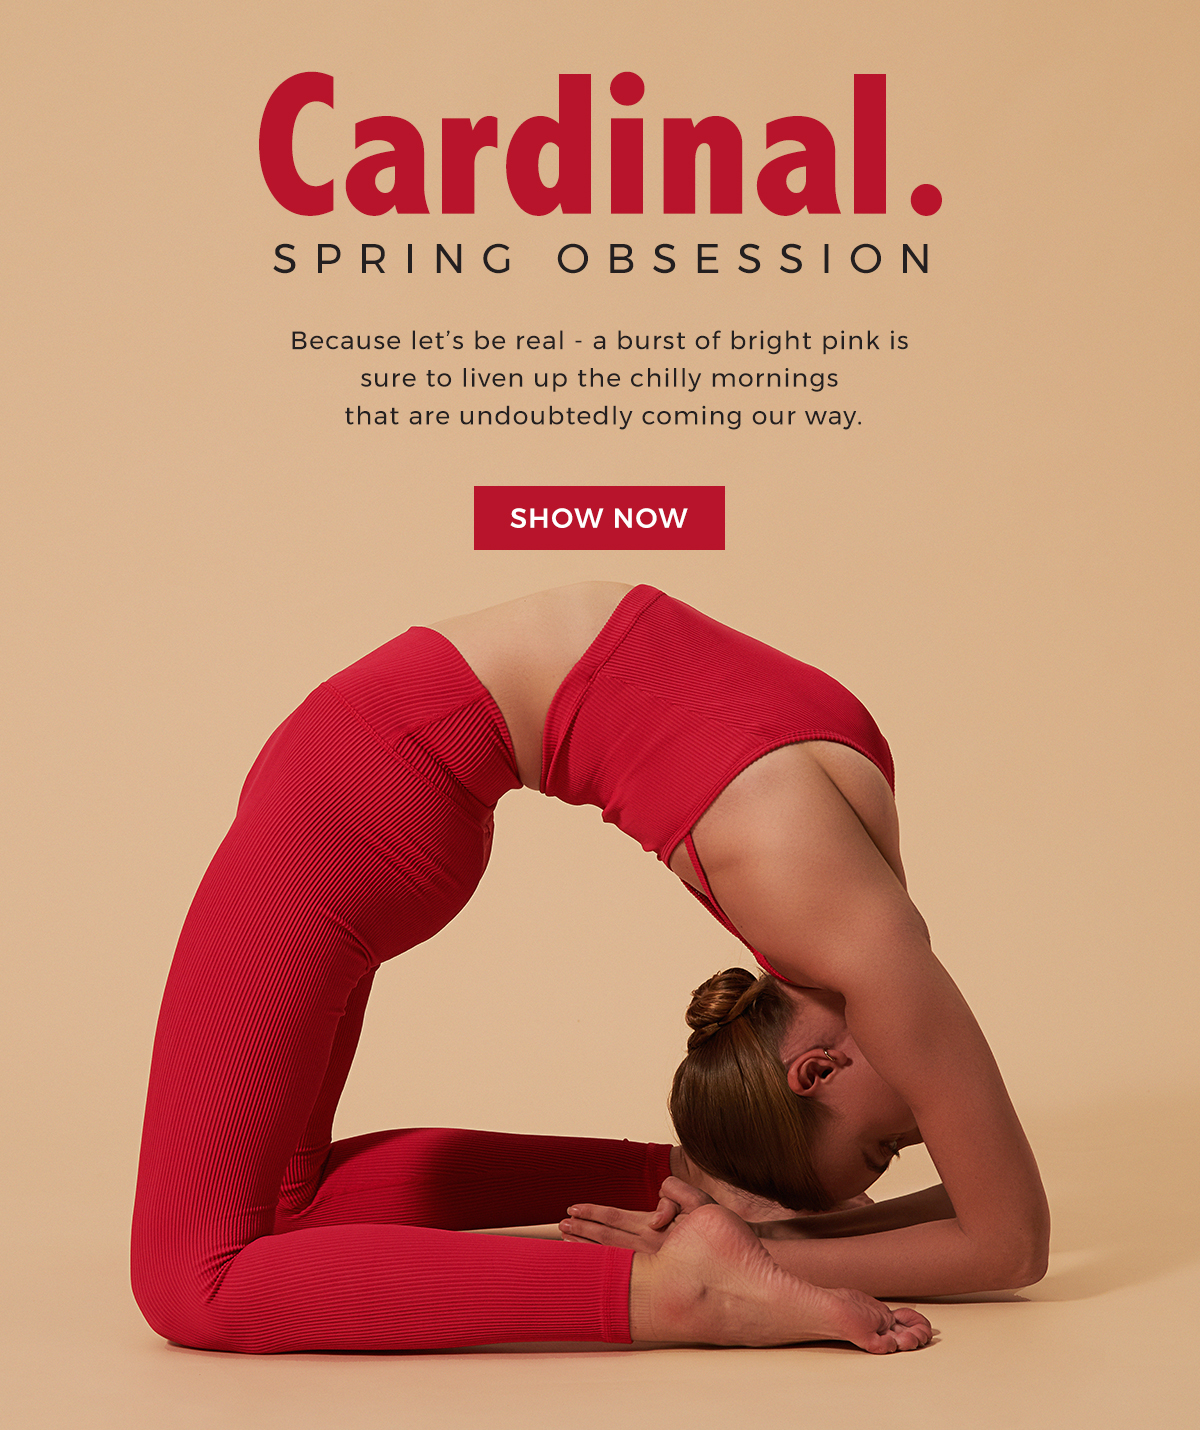 Cardinal.
SPRING OBSESSION
Because let’s be real - a burst of bright pink is
sure to liven up the chilly mornings
that are undoubtedly coming our way.
SHOW NOW